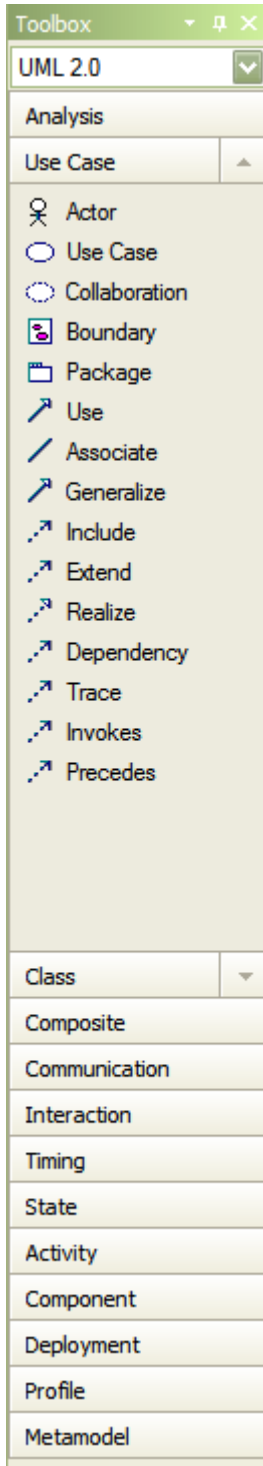 Toolbox
UML 2.0
Analysis
Use Case
Actor
Use Case
Collaboration
Boundary
Package
Use
Associate
Generalize
Include
Extend
Realize
Dependency
Trace
Invokes
Precedes
Class
Composite
Communication
Interaction
Timing
State
Activity
Component
Deployment
Profile
Metamodel